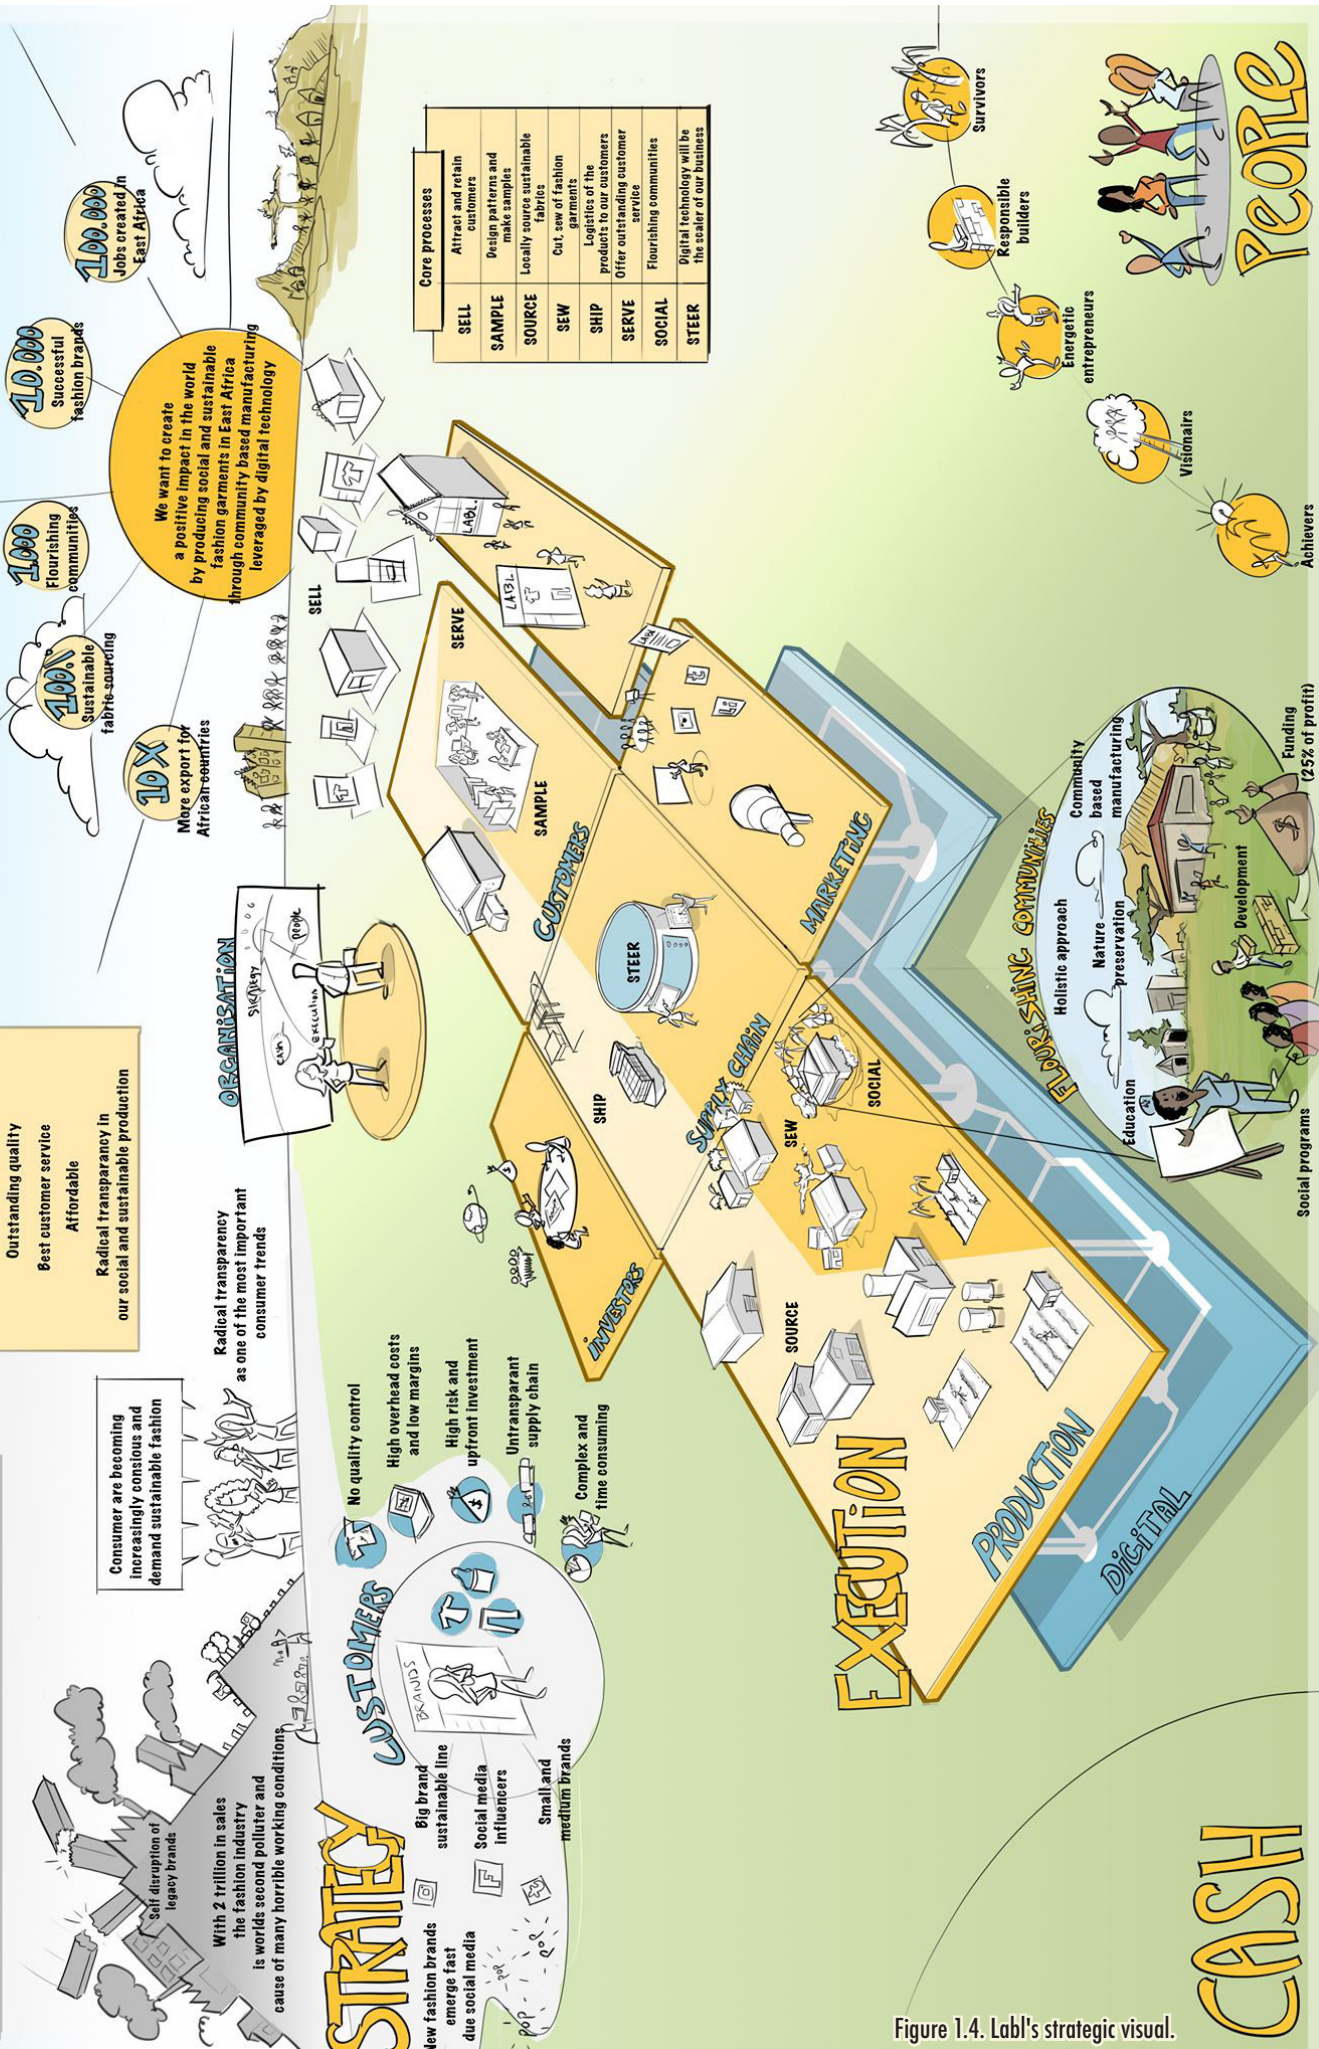 Outstanding quality
Best customer service
Affordable
Radical transparancy in
our social and sustainable production
10X
More export for
African countries
100%
Sustainable
fabric sourcing
1.000
Flourishing
communities
10.000
Successful
fashion brands
100.000
Jobs created in
East Africa
We want to create
a positive impact in the world
by producing social and sustainable
fashion garments in East Africa
through community based manufacturing
leveraged by digital technology
Self disruption of
legacy brands
With 2 trillion in sales
the fashion industry
is worlds second polluter and
cause of many horrible working conditions
Consumer are becoming
increasingly consious and
demand sustainable fashion
Radical transparency
as one of the most important
consumer trends
ORGANISATION
STRATEGY
people
CASH
EXECUTION
STRATEGY
New fashion brands
emerge fast
due social media
POP
POP
POP
Big brand
sustainable line
Social media
influencers
Small and
medium brands
CUSTOMERS
BRANDS
No quality control
High overhead costs
and low margins
High risk and
upfront investment
Untransparant
supply chain
Complex and
time consuming
SELL
SERVE
LABL.
LABL.
LABL
SAMPLE
CUSTOMERS
STEER
SHIP
INVESTORS
SUPPLY CHAIN
MARKETING
SEW
SOCIAL
SOURCE
EXECUTION
PRODUCTION
DIGITAL
Core processes
SELL Attract and retain
customers
SAMPLE Design patterns and
make samples
SOURCE Locally source sustainable
fabrics
SEW Cut, sew of fashion
garments
SHIP Logistics of the
products to our customers
SERVE Offer outstanding customer
service
SOCIAL Flourishing communities
STEER Digital technology will be
the scaler of our business
FLOURISHING COMMUNITIES
Education
Holistic approach
Nature
preservation
Community
based
manufacturing
Development
Social programs
Funding
(25% of profit)
Achievers
Visionairs
Energetic
entrepreneurs
Responsible
builders
Survivors
PEOPLE
CASH
Figure 1.4. Labl's strategic visual.